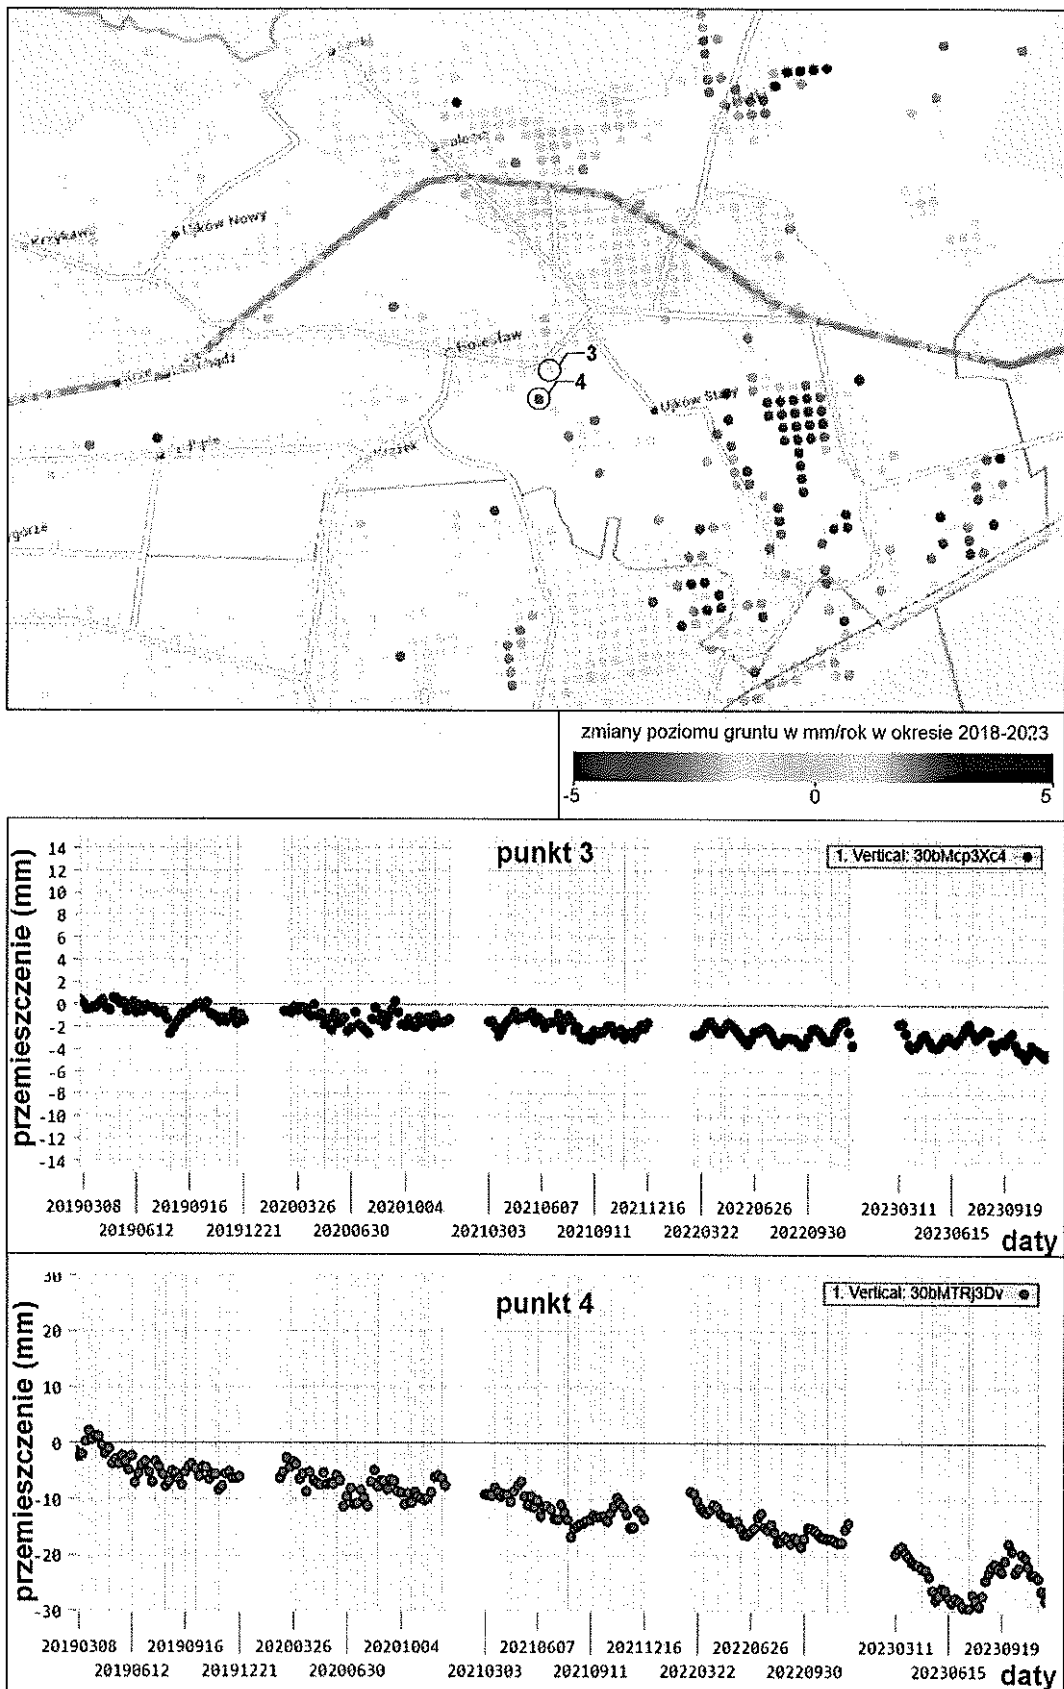 Ujków Nowy
3
4
Ujków Stary
zmiany poziomu gruntu w mm/rok w okresie 2018-2023
-5 0 5
punkt 3
1. Vertical: 30bMcp3Xc4
przemieszczenie (mm)
14
12
10
8
6
4
2
0
-2
-4
-6
-8
-10
-12
-14
20190308 20190916 20200326 20201004 20210607 20211216 20220626 20230311 20230919
20190612 20191221 20200630 20210303 20210911 20220322 20220930 20230615
daty
punkt 4
1. Vertical: 30bMTRj3Dv
przemieszczenie (mm)
30
20
10
0
-10
-20
-30
20190308 20190916 20200326 20201004 20210607 20211216 20220626 20230311 20230919
20190612 20191221 20200630 20210303 20210911 20220322 20220930 20230615
daty